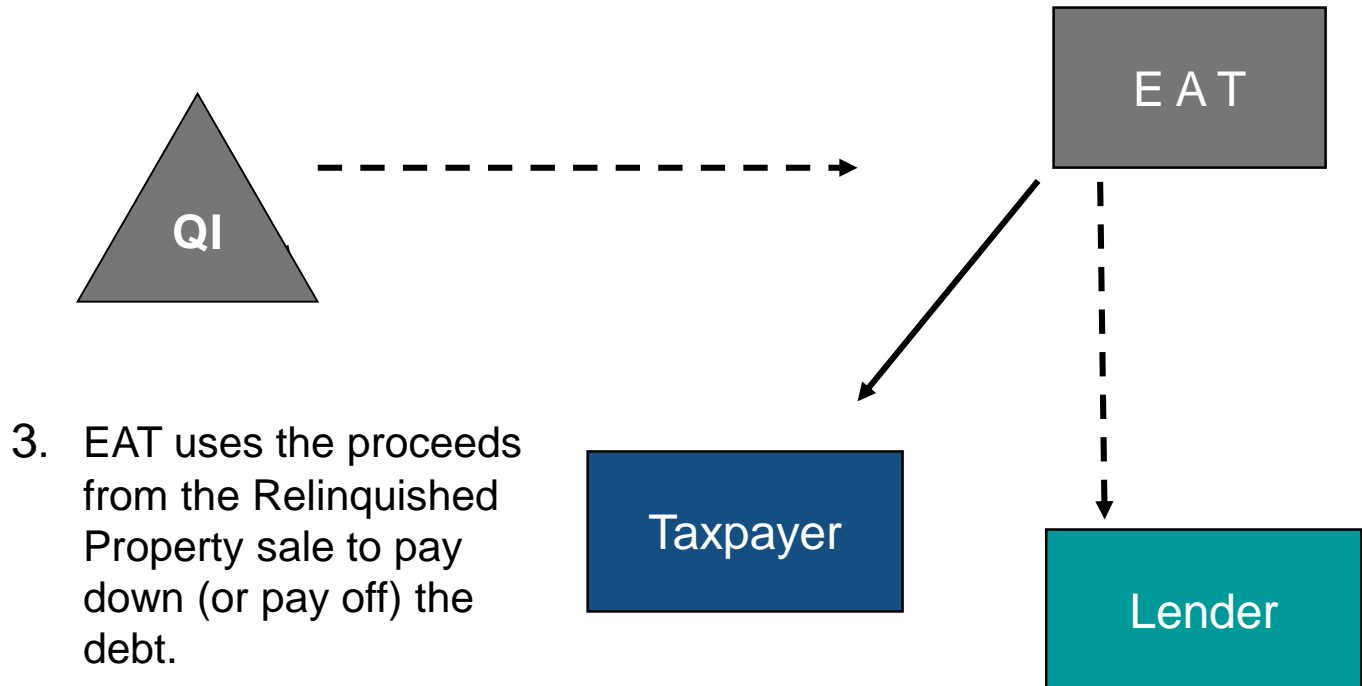 E A T
QI
3. EAT uses the proceeds
from the Relinquished
Property sale to pay
down (or pay off) the
debt.
Taxpayer
Lender